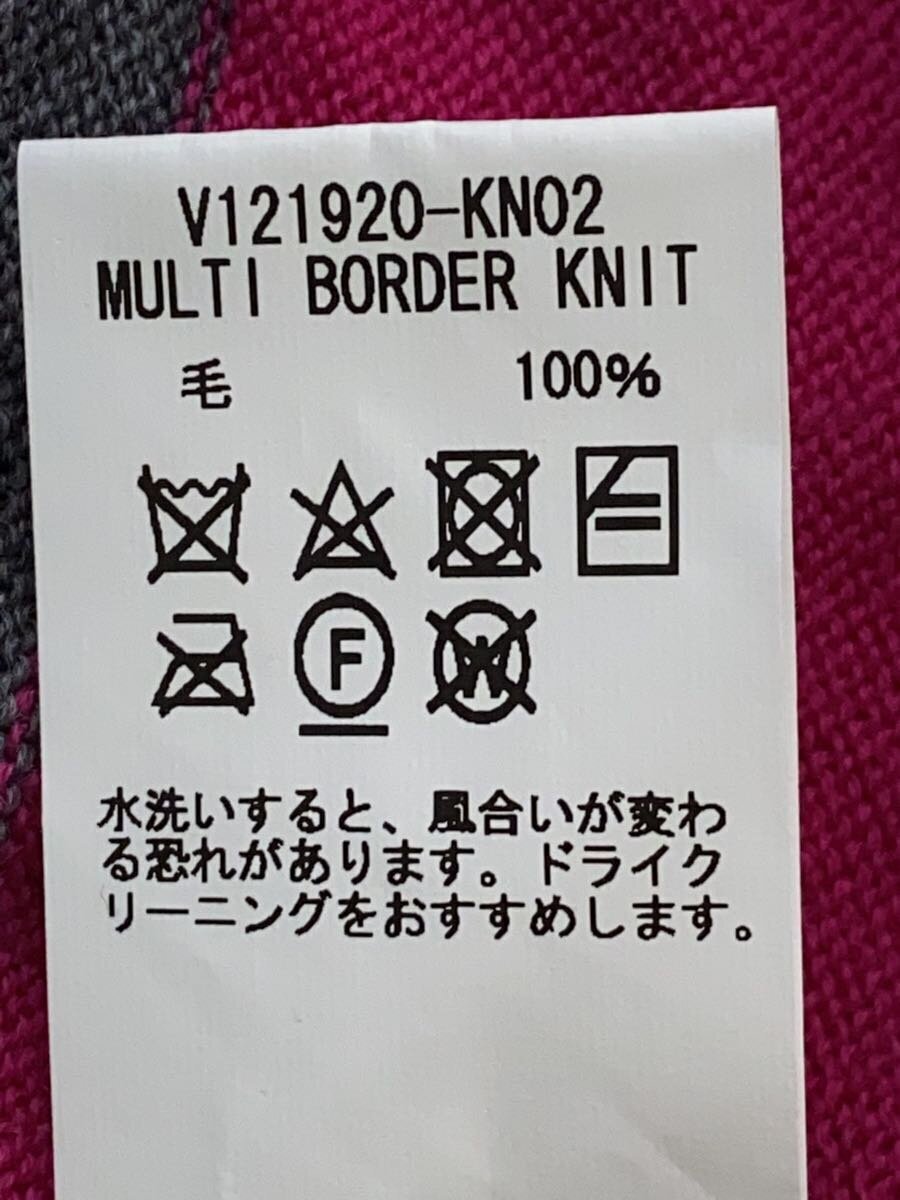 V121920-KN02
MULTI BORDER KNIT
毛 100%
F
W
水洗いすると、風合いが変わ
る恐れがあります。ドライク
リーニングをおすすめします。